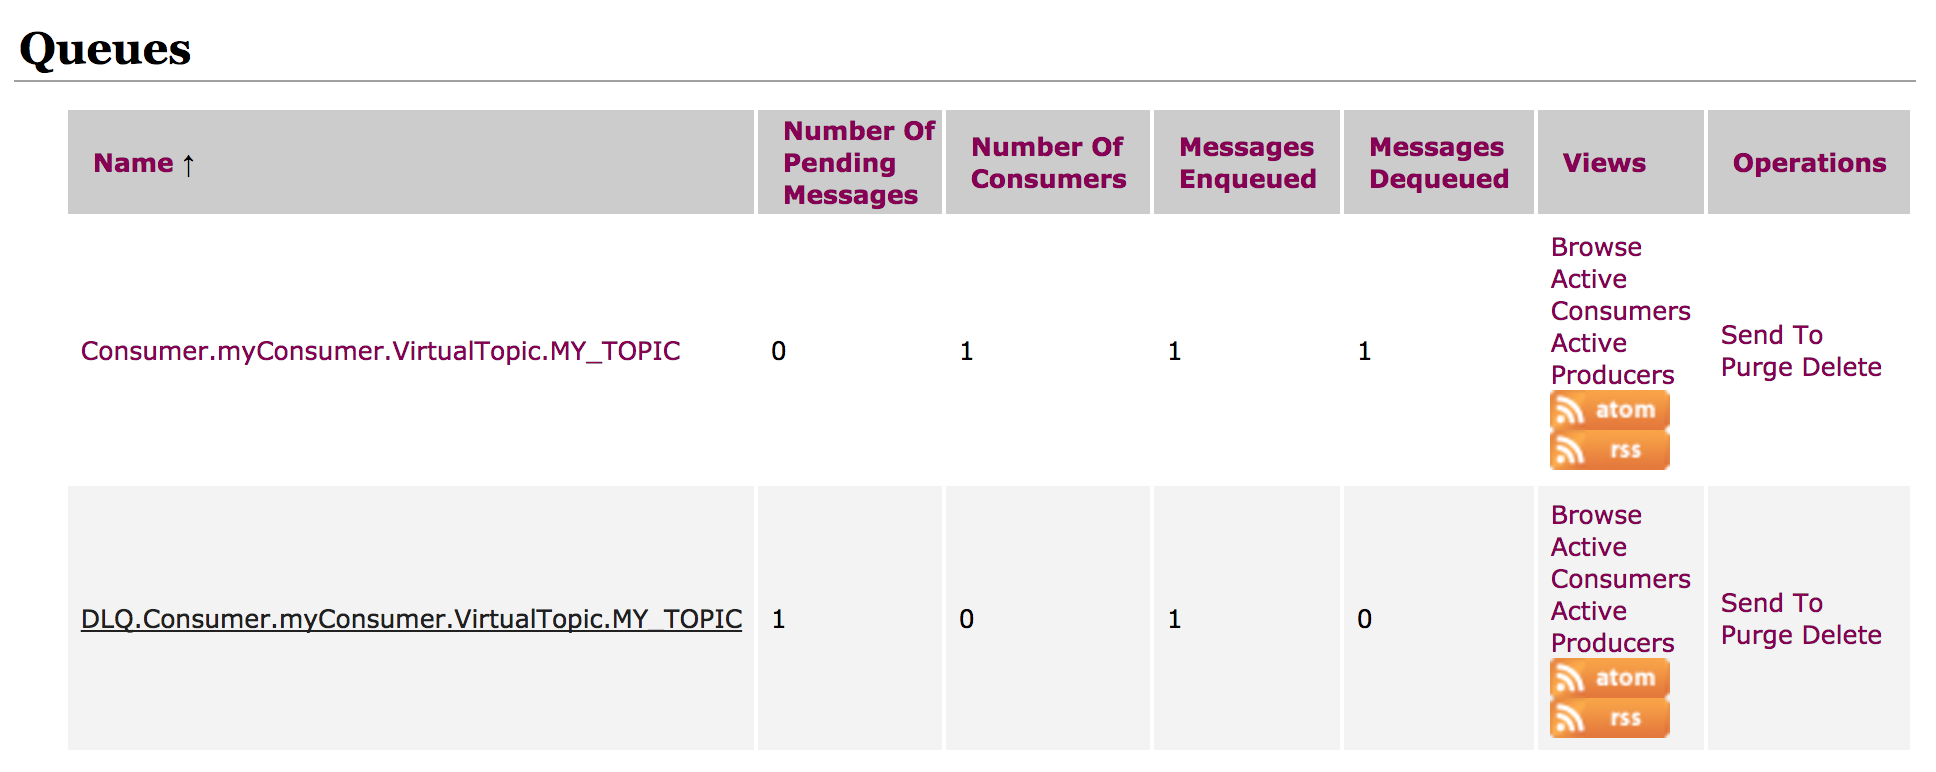 Queues
Name ↑
Number Of
Pending
Messages
Number Of
Consumers
Messages
Enqueued
Messages
Dequeued
Views
Operations
Consumer.myConsumer.VirtualTopic.MY_TOPIC
0
1
1
1
Browse
Active
Consumers
Active
Producers
atom
rss
Send To
Purge Delete
DLQ.Consumer.myConsumer.VirtualTopic.MY_TOPIC
1
0
1
0
Browse
Active
Consumers
Active
Producers
atom
rss
Send To
Purge Delete